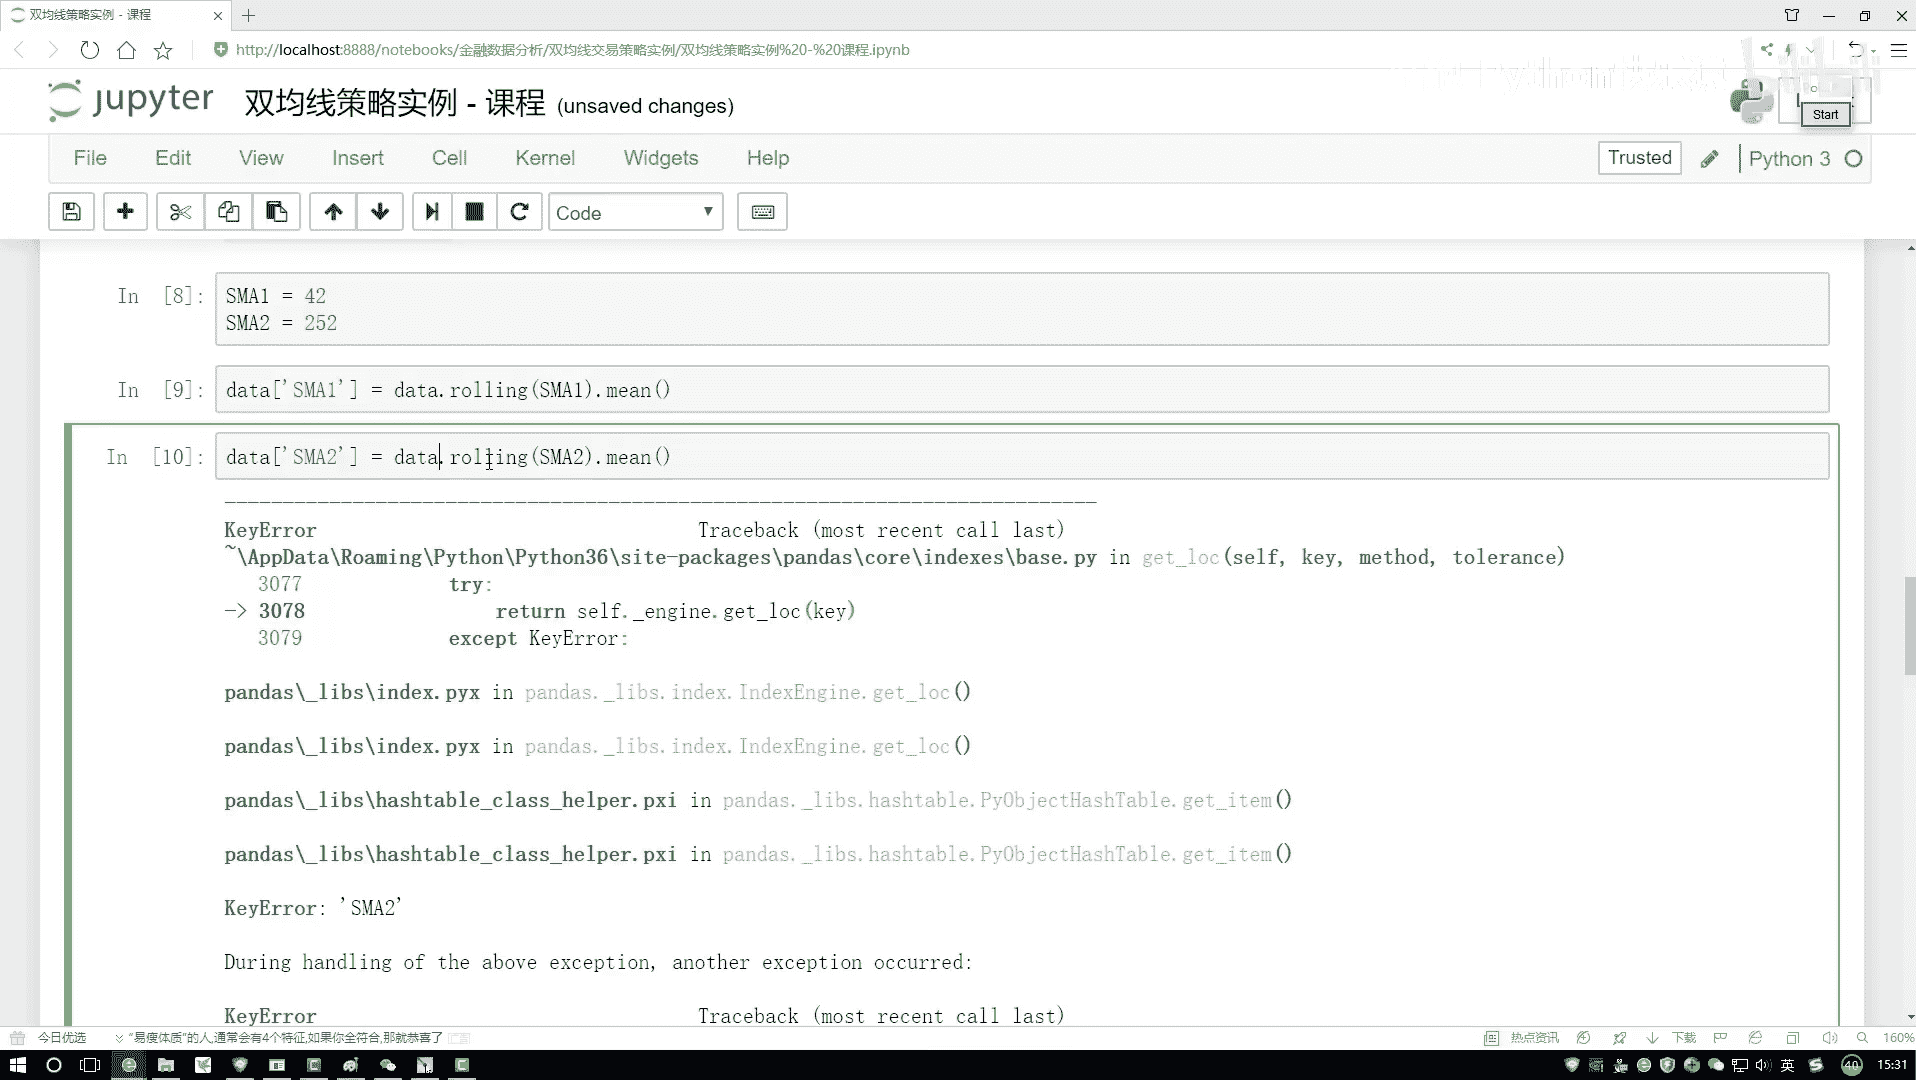 双均线策略实例 - 课程
http://localhost:8888/notebooks/金融数据分析/双均线交易策略实例/双均线策略实例%20-%20课程.ipynb
jupyter 双均线策略实例 - 课程 (unsaved changes)
Start
File Edit View Insert Cell Kernel Widgets Help Trusted Python 3
Code
In [8]: SMA1 = 42
SMA2 = 252
In [9]: data['SMA1'] = data.rolling(SMA1).mean()
In [10]: data['SMA2'] = data.rolling(SMA2).mean()
---------------------------------------------------------------------------
KeyError Traceback (most recent call last)
~\AppData\Roaming\Python\Python36\site-packages\pandas\core\indexes\base.py in get_loc(self, key, method, tolerance)
3077 try:
-> 3078 return self._engine.get_loc(key)
3079 except KeyError:
pandas\_libs\index.pyx in pandas._libs.index.IndexEngine.get_loc()
pandas\_libs\index.pyx in pandas._libs.index.IndexEngine.get_loc()
pandas\_libs\hashtable_class_helper.pxi in pandas._libs.hashtable.PyObjectHashTable.get_item()
pandas\_libs\hashtable_class_helper.pxi in pandas._libs.hashtable.PyObjectHashTable.get_item()
KeyError: 'SMA2'
During handling of the above exception, another exception occurred:
KeyError Traceback (most recent call last)
今日优选 “易瘦体质”的人,通常会有4个特征,如果你全符合,那就恭喜了 热点资讯 下载 160%
英 40 15:31